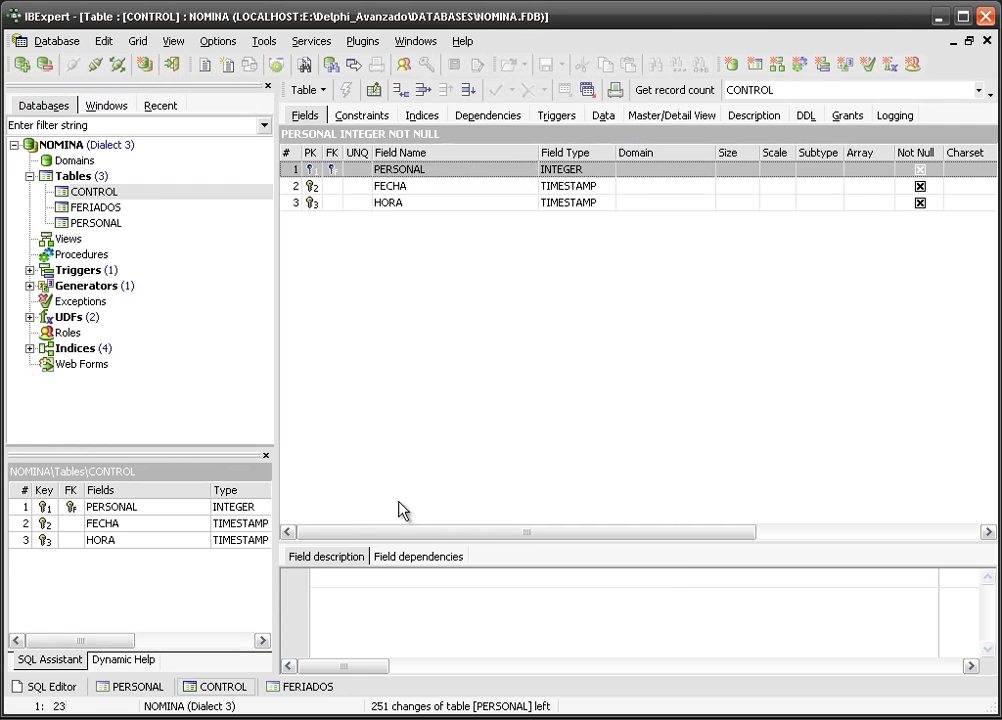 IBExpert - [Table : [CONTROL] : NOMINA (LOCALHOST:E:\Delphi_Avanzado\DATABASES\NOMINA.FDB)]
Database Edit Grid View Options Tools Services Plugins Windows Help
Table Get record count CONTROL
Databases Windows Recent
Enter filter string
NOMINA (Dialect 3)
Domains
Tables (3)
CONTROL
FERIADOS
PERSONAL
Views
Procedures
Triggers (1)
Generators (1)
Exceptions
UDFs (2)
Roles
Indices (4)
Web Forms
Fields Constraints Indices Dependencies Triggers Data Master/Detail View Description DDL Grants Logging
PERSONAL INTEGER NOT NULL
# PK FK UNQ Field Name Field Type Domain Size Scale Subtype Array Not Null Charset
1 1 F PERSONAL INTEGER
2 2 FECHA TIMESTAMP
3 3 HORA TIMESTAMP
NOMINA\Tables\CONTROL
# Key FK Fields Type
1 1 F PERSONAL INTEGER
2 2 FECHA TIMESTAMP
3 3 HORA TIMESTAMP
SQL Assistant Dynamic Help
Field description Field dependencies
SQL Editor PERSONAL CONTROL FERIADOS
1: 23 NOMINA (Dialect 3) 251 changes of table [PERSONAL] left